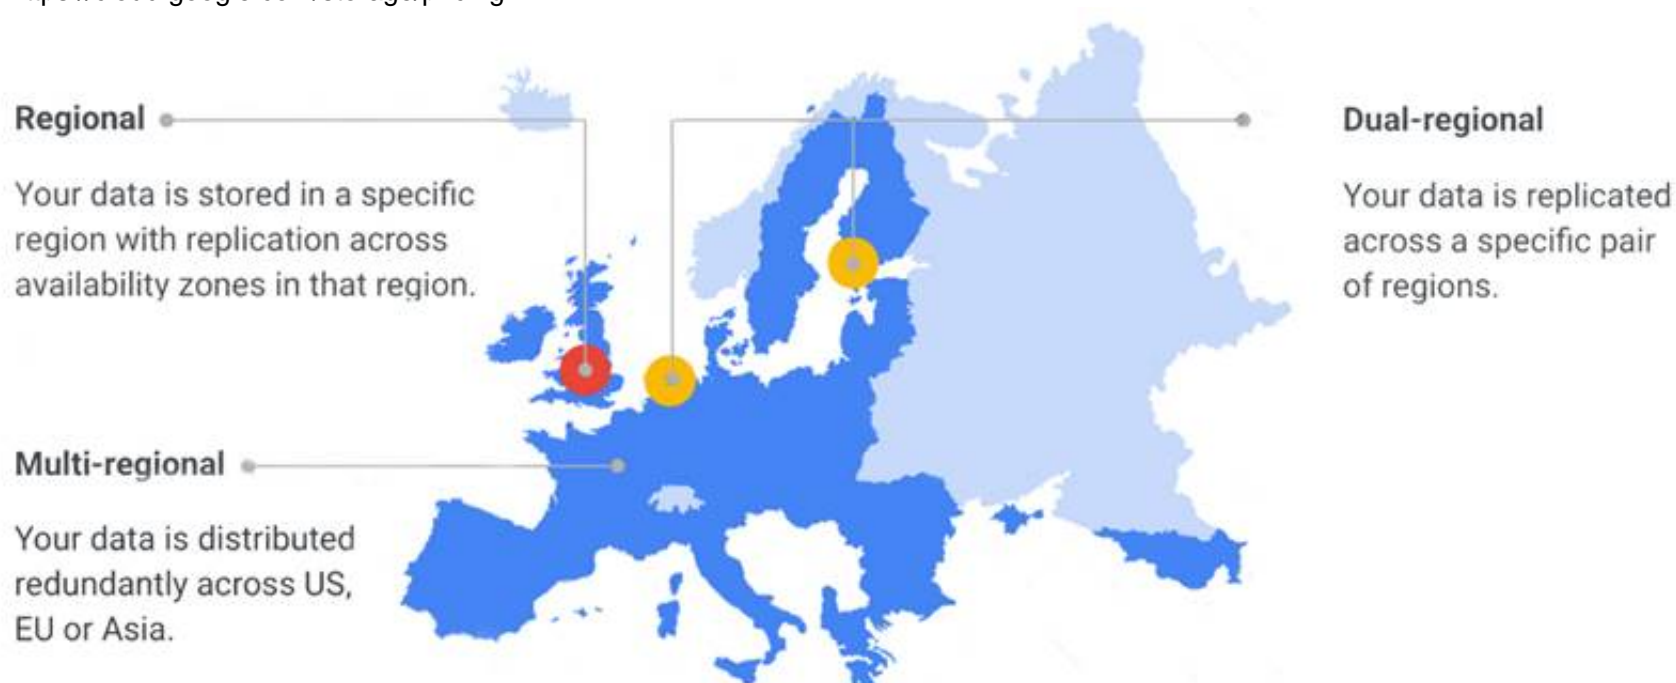 Regional
Your data is stored in a specific
region with replication across
availability zones in that region.
Multi-regional
Your data is distributed
redundantly across US,
EU or Asia.
Dual-regional
Your data is replicated
across a specific pair
of regions.